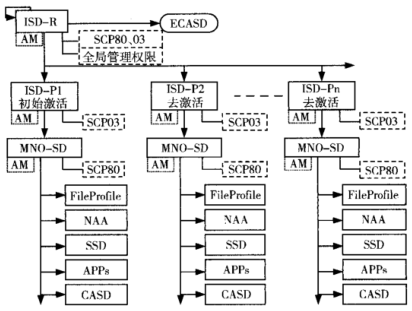 ISD-R
ECASD
AM
SCP80、03
全局管理权限
ISD-P1
初始激活
AM
SCP03
ISD-P2
去激活
AM
SCP03
ISD-Pn
去激活
AM
SCP03
MNO-SD
AM
SCP80
MNO-SD
AM
SCP80
MNO-SD
AM
SCP80
FileProfile
FileProfile
FileProfile
NAA
NAA
NAA
SSD
SSD
SSD
APPs
APPs
APPs
CASD
CASD
CASD